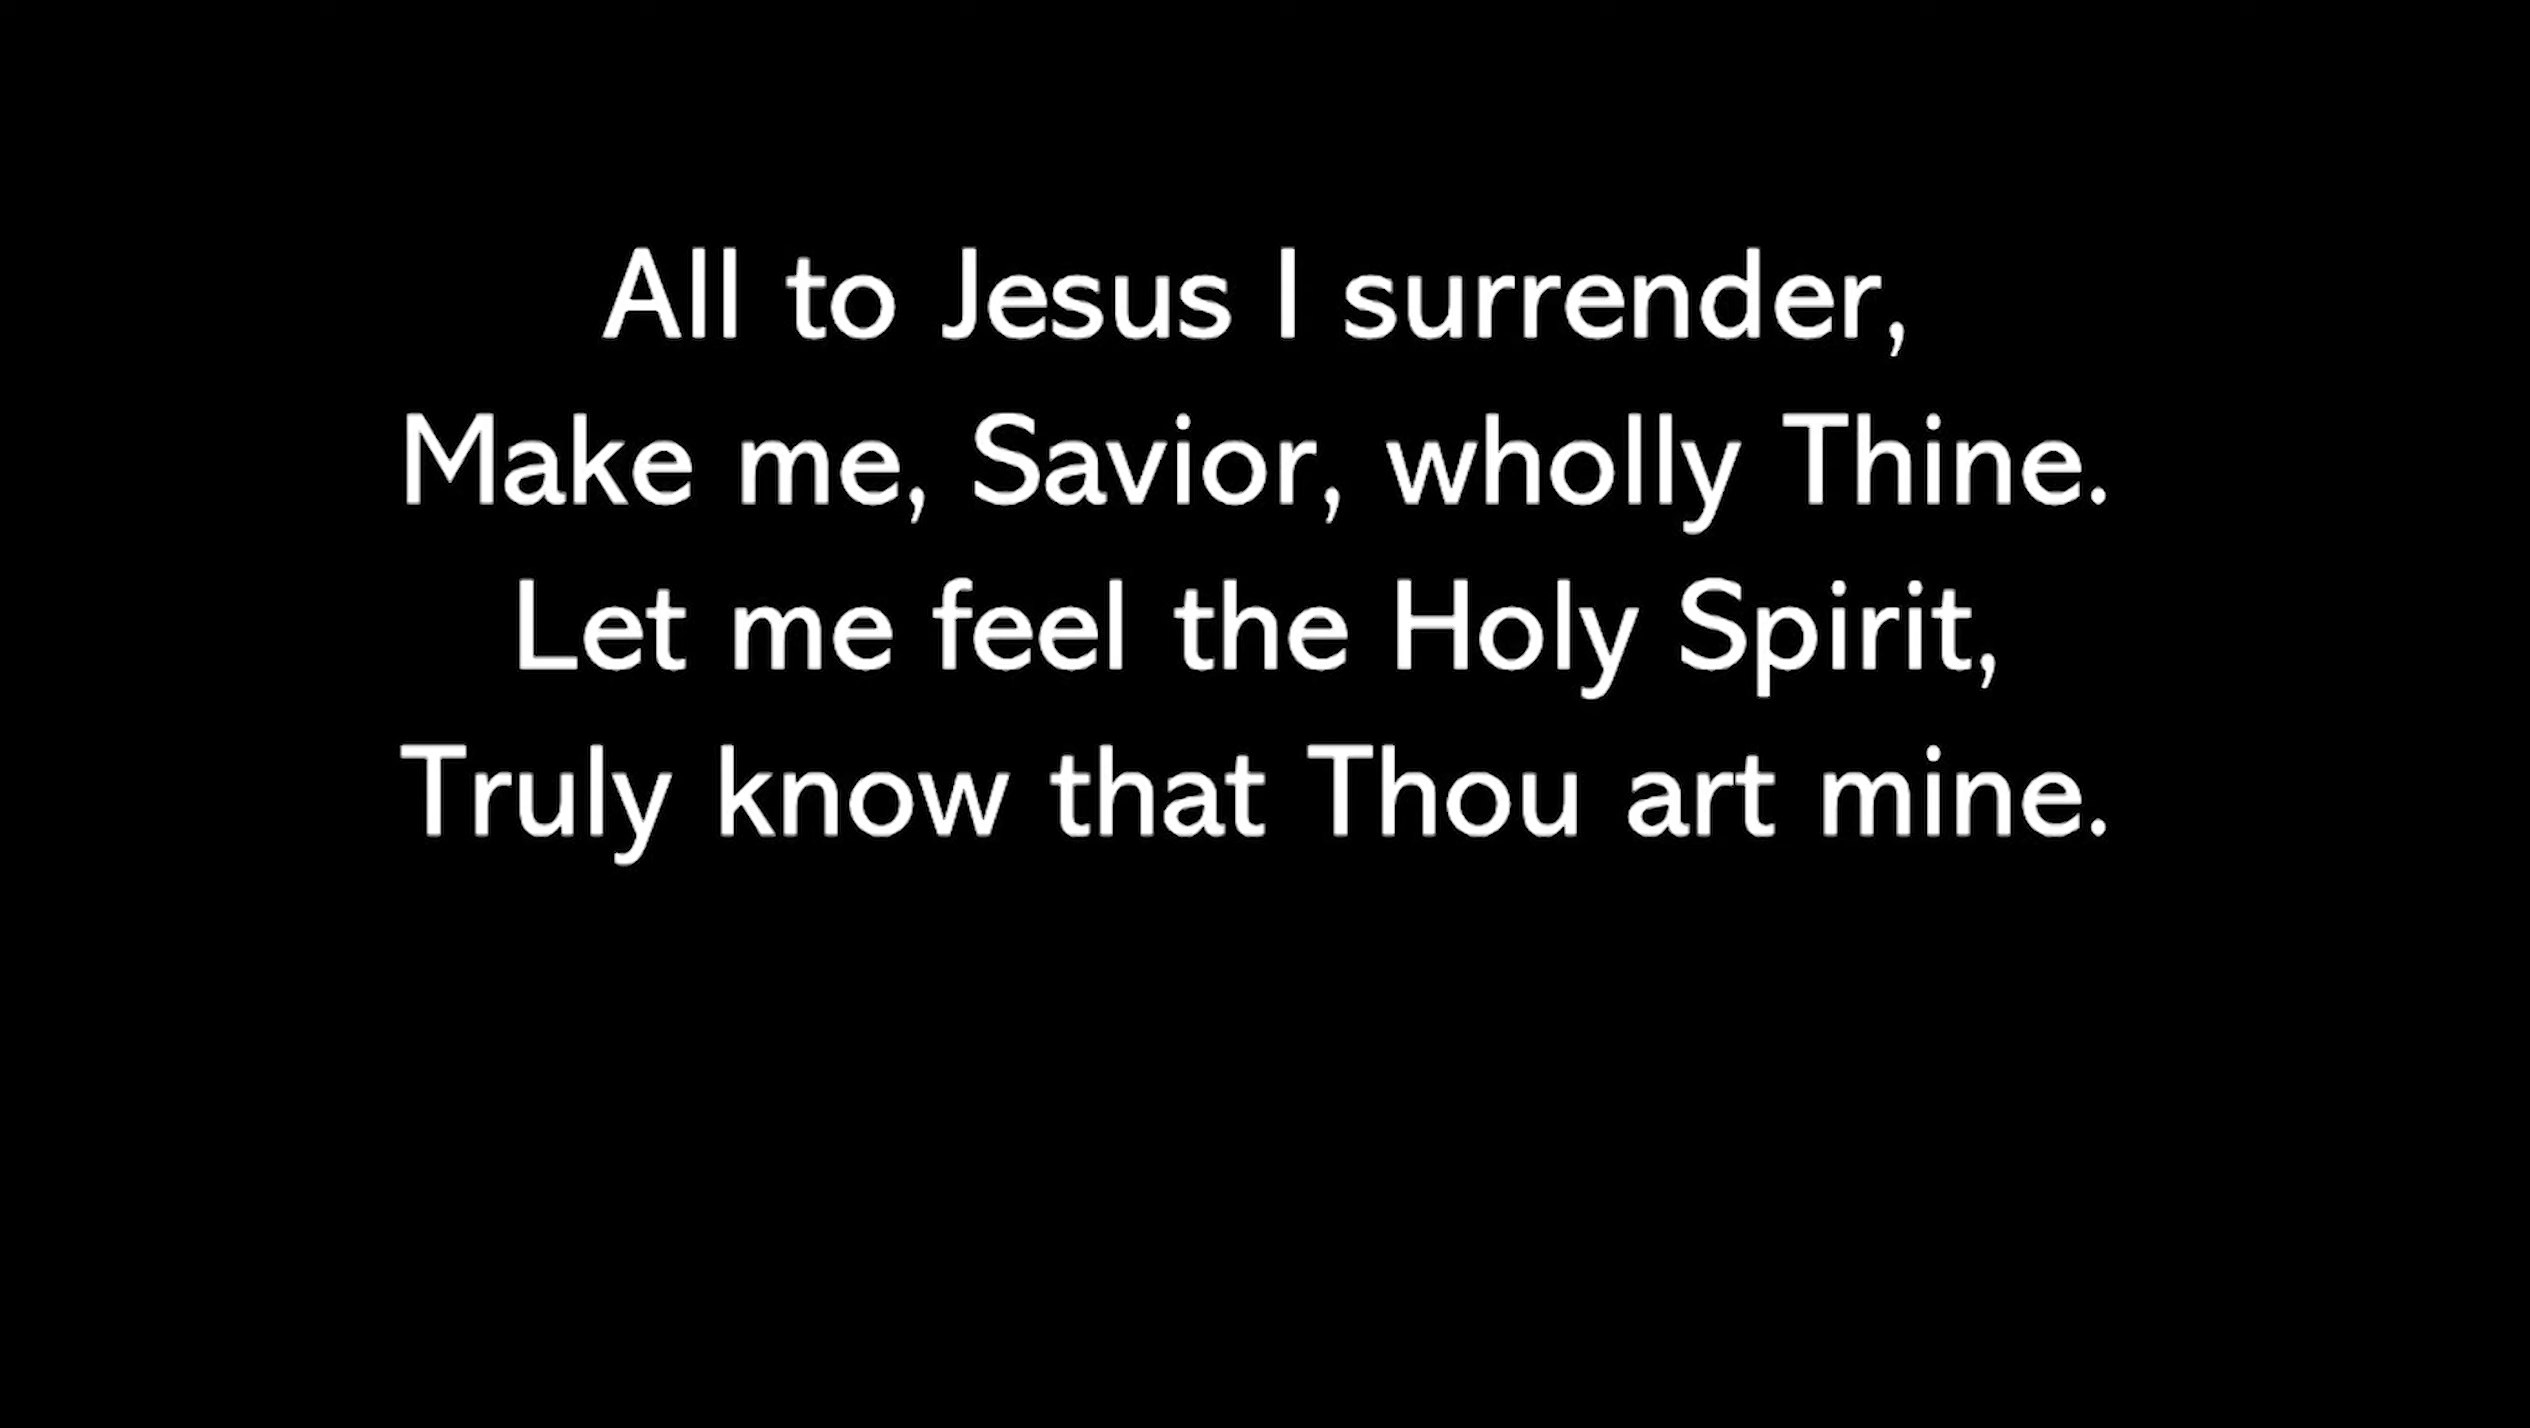 All to Jesus I surrender,
Make me, Savior, wholly Thine.
Let me feel the Holy Spirit,
Truly know that Thou art mine.